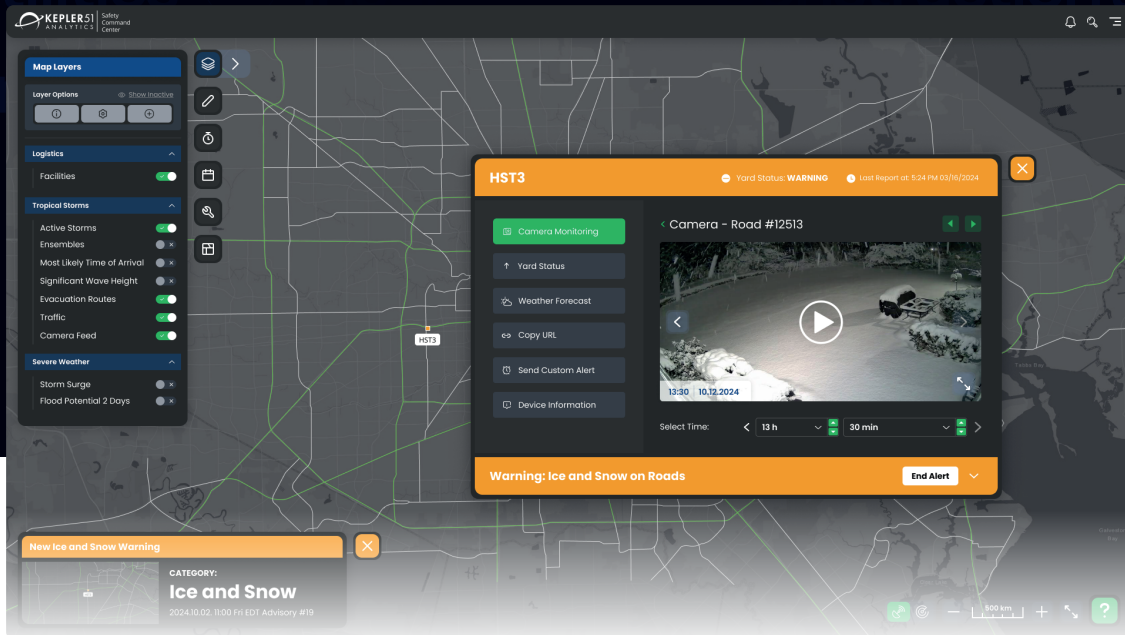 KEPLER51
ANALYTICS
Safety
Command
Center
Map Layers
Layer Options
Show Inactive
Logistics
Facilities
Tropical Storms
Active Storms
Ensembles
Most Likely Time of Arrival
Significant Wave Height
Evacuation Routes
Traffic
Camera Feed
Severe Weather
Storm Surge
Flood Potential 2 Days
HST3
HST3
Yard Status: WARNING
Last Report at: 5:24 PM 03/16/2024
Camera Monitoring
Yard Status
Weather Forecast
Copy URL
Send Custom Alert
Device Information
< Camera - Road #12513
13:30 10.12.2024
Select Time:
13 h
30 min
Warning: Ice and Snow on Roads
End Alert
New Ice and Snow Warning
CATEGORY:
Ice and Snow
2024.10.02. 11:00 Fri EDT Advisory #19
500 km
?